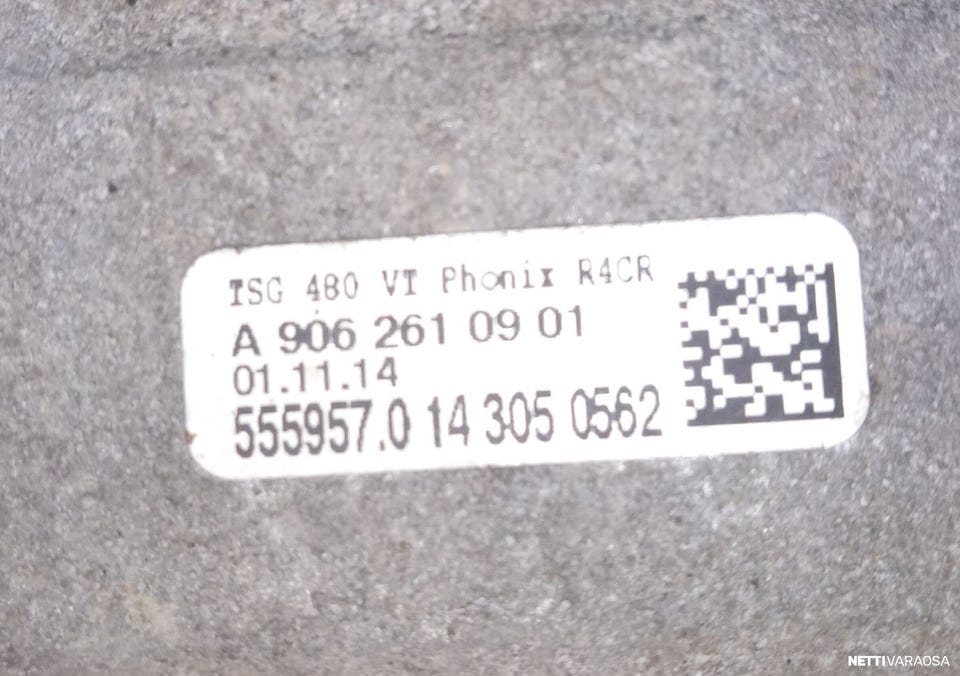 TSG 480 VT Phonix R4CR
A 906 261 09 01
01.11.14
555957.0 14 305 0562
NETTIVARAOSA